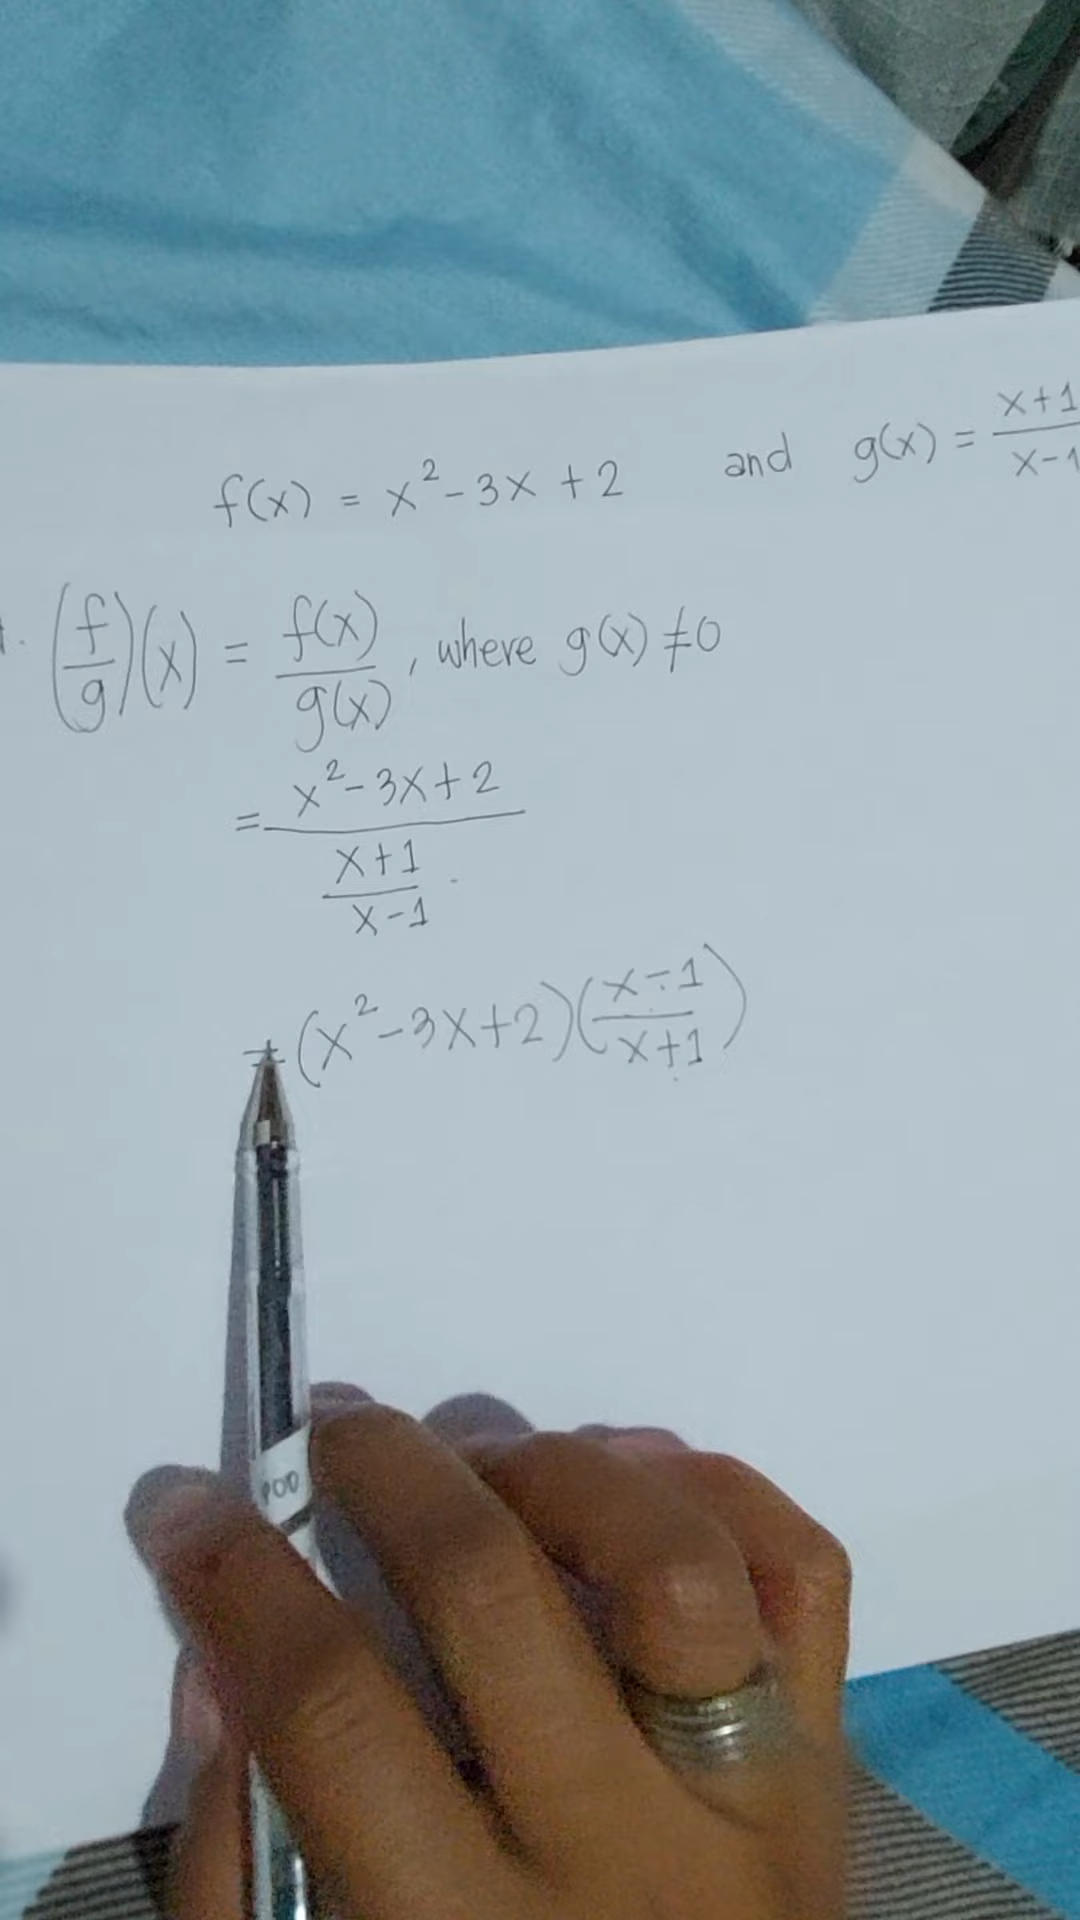 f(x) = x² - 3x + 2 and g(x) = x+1/x-1
(f/g)(x) = f(x)/g(x), where g(x) ≠ 0
= x² - 3x + 2 / (x+1/x-1)
= (x² - 3x + 2)(x-1/x+1)